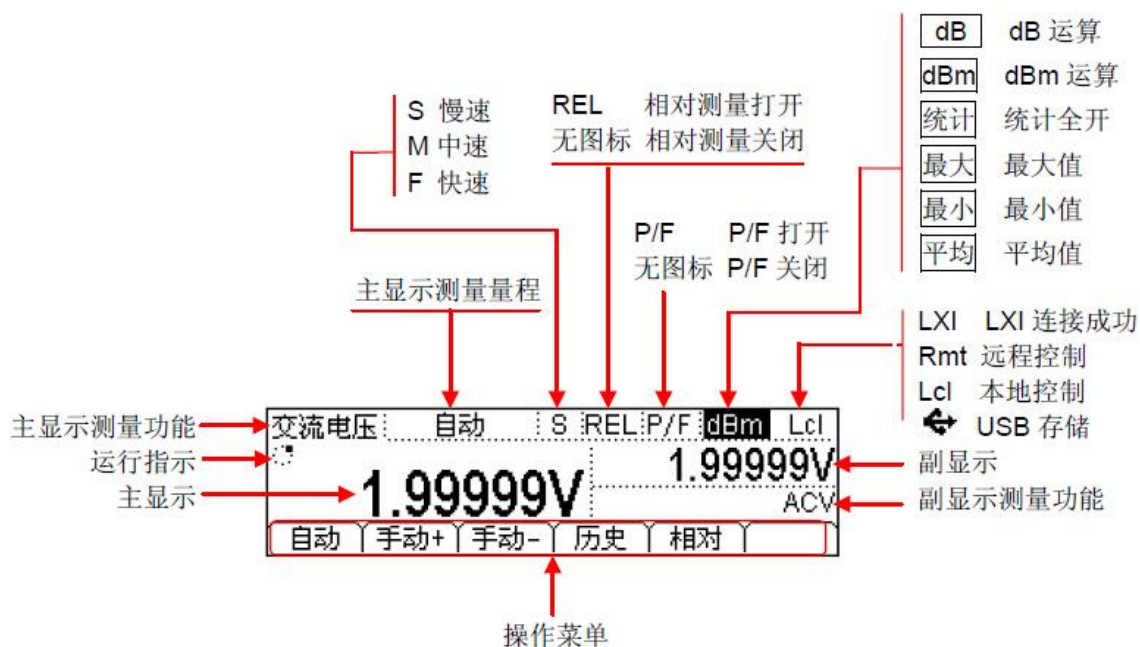 dB dB 运算
dBm dBm 运算
统计 统计全开
最大 最大值
最小 最小值
平均 平均值
S 慢速
M 中速
F 快速
REL 相对测量打开
无图标 相对测量关闭
P/F P/F 打开
无图标 P/F 关闭
主显示测量量程
LXI LXI 连接成功
Rmt 远程控制
Lcl 本地控制
USB 存储
主显示测量功能
运行指示
主显示
交流电压 自动 S REL P/F dBm Lcl
1.99999V
1.99999V
ACV
自动 手动+ 手动- 历史 相对
副显示
副显示测量功能
操作菜单